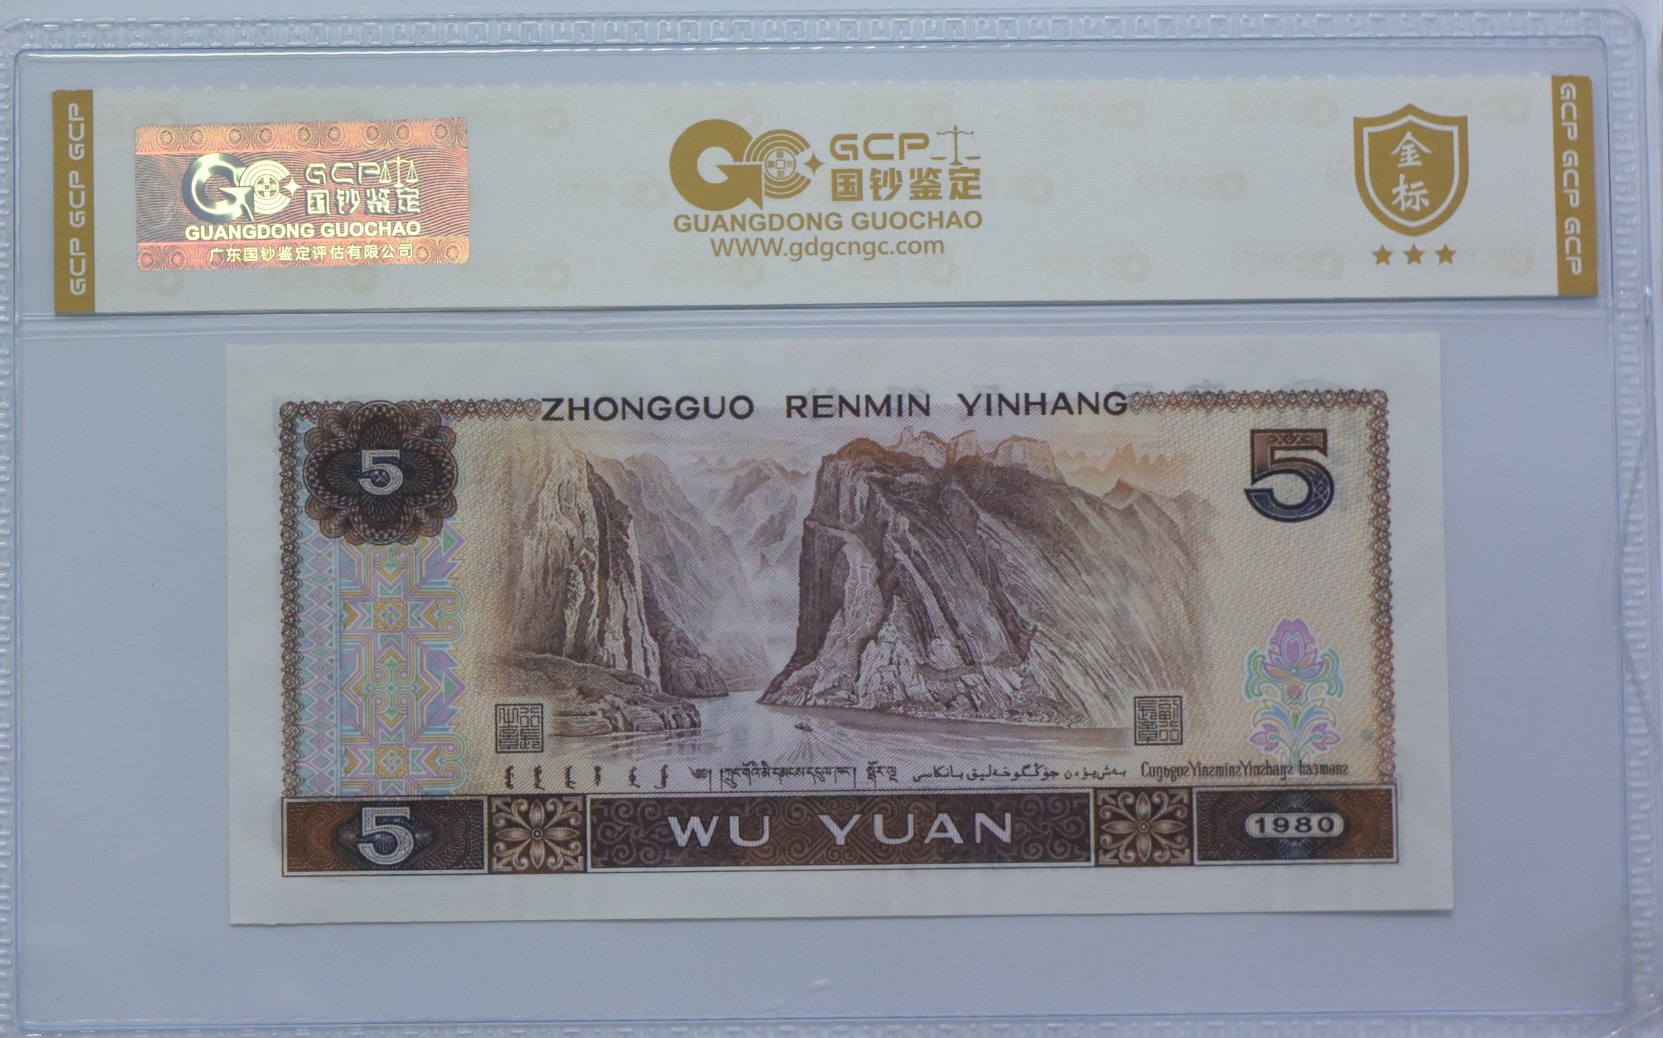 GCP GCP GCP
GCP
国钞鉴定
GUANGDONG GUOCHAO
广东国钞鉴定评估有限公司
GCP
国钞鉴定
GUANGDONG GUOCHAO
WWW.gdgcngc.com
金
标
GCP GCP GCP
ZHONGGUO RENMIN YINHANG
5
5
5
WU YUAN
1980